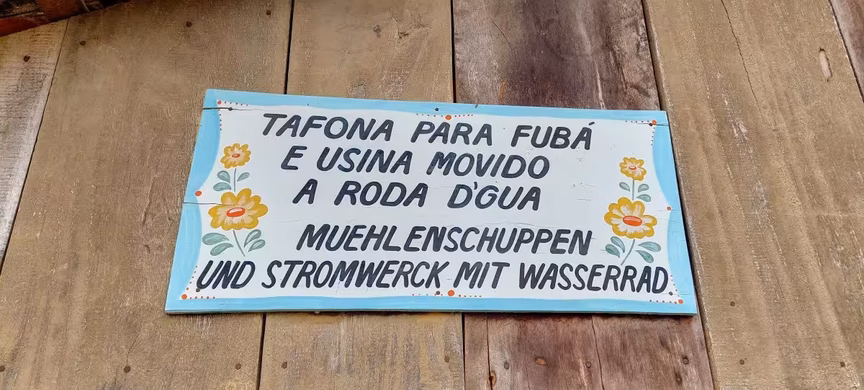 TAFONA PARA FUBÁ
E USINA MOVIDO
A RODA D'GUA
MUEHLENSCHUPPEN
UND STROMWERCK MIT WASSERRAD